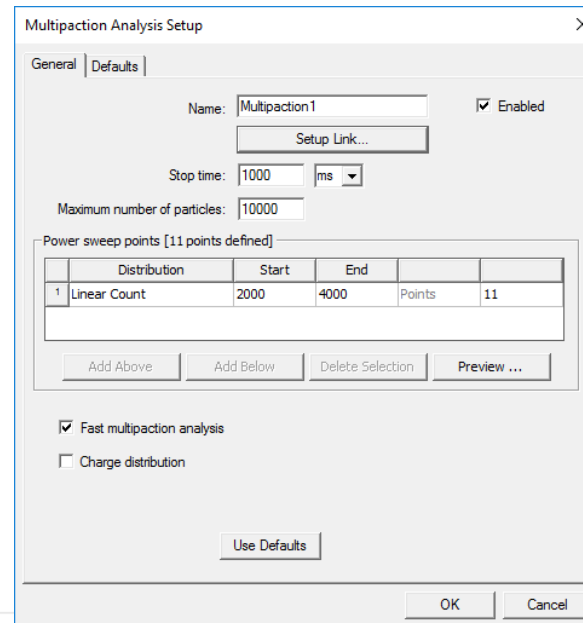 Multipaction Analysis Setup
General Defaults
Name: Multipaction1 Enabled
Setup Link...
Stop time: 1000 ms
Maximum number of particles: 10000
Power sweep points [11 points defined]
Distribution Start End
1 Linear Count 2000 4000 Points 11
Add Above Add Below Delete Selection Preview ...
Fast multipaction analysis
Charge distribution
Use Defaults
OK Cancel